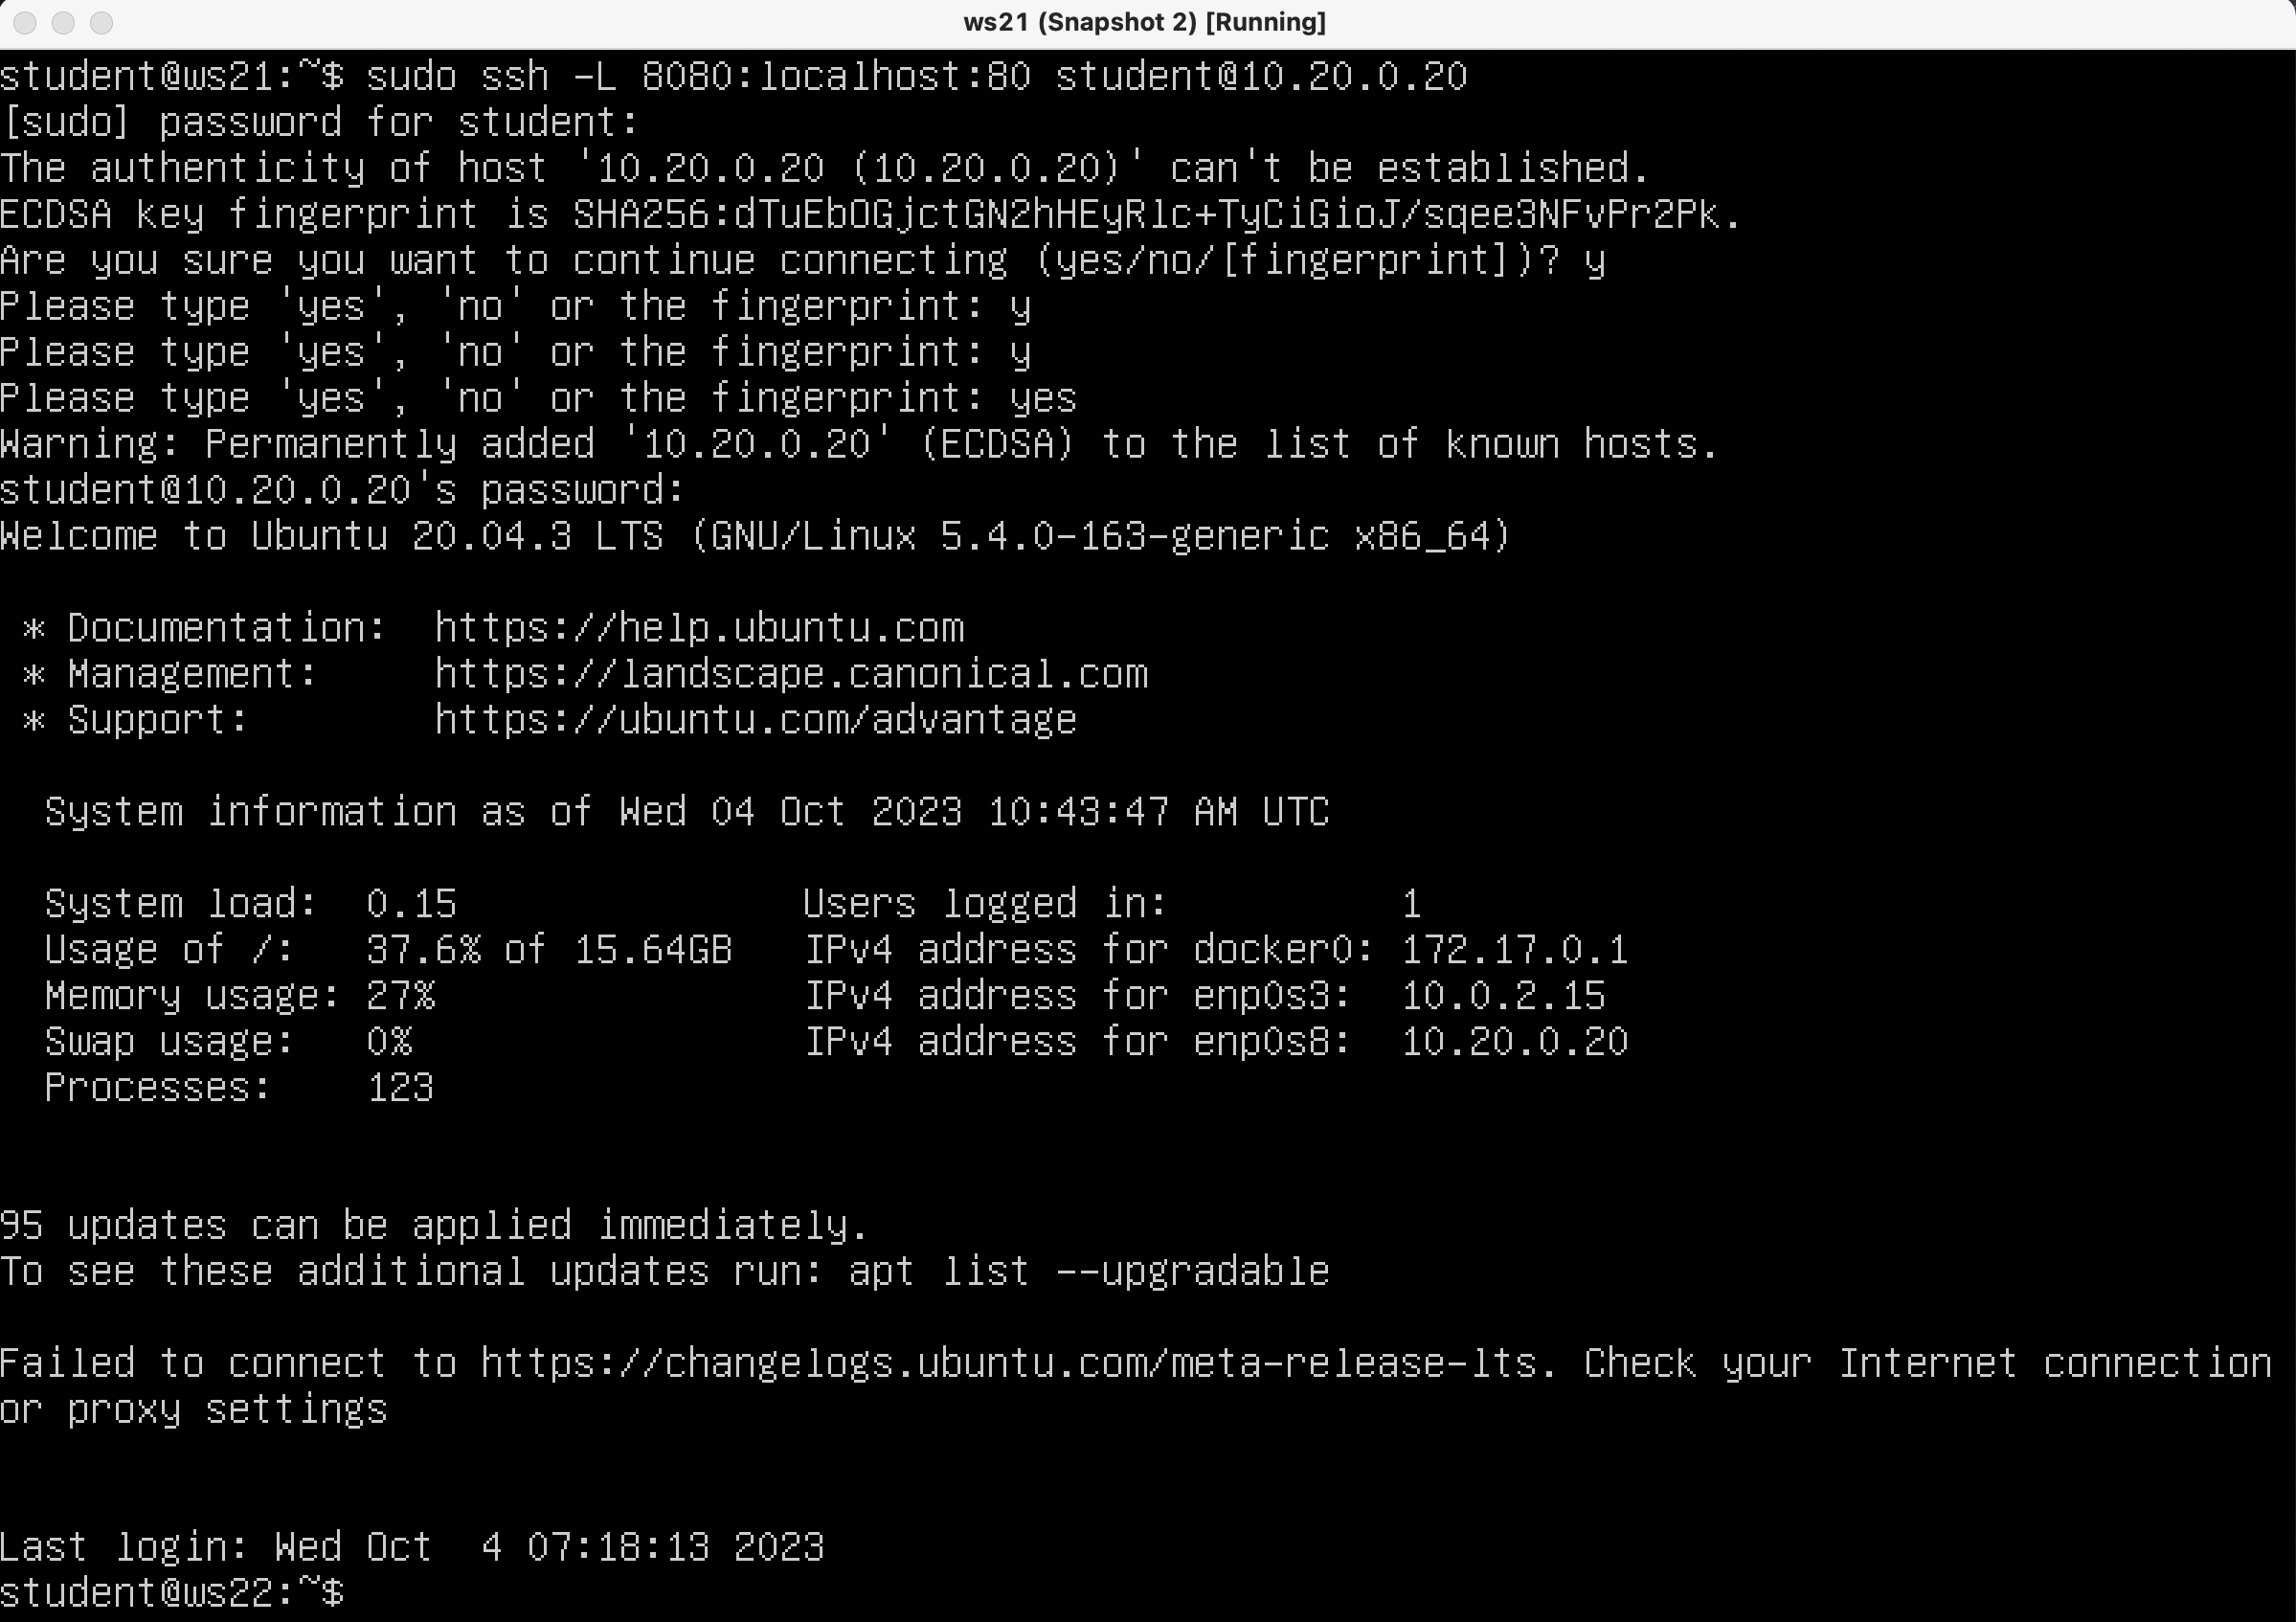 ws21 (Snapshot 2) [Running]
student@ws21:~$ sudo ssh -L 8080:localhost:80 student@10.20.0.20
[sudo] password for student:
The authenticity of host '10.20.0.20 (10.20.0.20)' can't be established.
ECDSA key fingerprint is SHA256:dTuEbOGjctGN2hHEyRlc+TyCiGioJ/sqee3NFvPr2Pk.
Are you sure you want to continue connecting (yes/no/[fingerprint])? y
Please type 'yes', 'no' or the fingerprint: y
Please type 'yes', 'no' or the fingerprint: y
Please type 'yes', 'no' or the fingerprint: yes
Warning: Permanently added '10.20.0.20' (ECDSA) to the list of known hosts.
student@10.20.0.20's password:
Welcome to Ubuntu 20.04.3 LTS (GNU/Linux 5.4.0-163-generic x86_64)
* Documentation:  https://help.ubuntu.com
* Management:     https://landscape.canonical.com
* Support:        https://ubuntu.com/advantage
System information as of Wed 04 Oct 2023 10:43:47 AM UTC
System load:  0.15               Users logged in:          1
Usage of /:   37.6% of 15.64GB   IPv4 address for docker0: 172.17.0.1
Memory usage: 27%                IPv4 address for enp0s3:  10.0.2.15
Swap usage:   0%                 IPv4 address for enp0s8:  10.20.0.20
Processes:    123
95 updates can be applied immediately.
To see these additional updates run: apt list --upgradable
Failed to connect to https://changelogs.ubuntu.com/meta-release-lts. Check your Internet connection
or proxy settings
Last login: Wed Oct  4 07:18:13 2023
student@ws22:~$